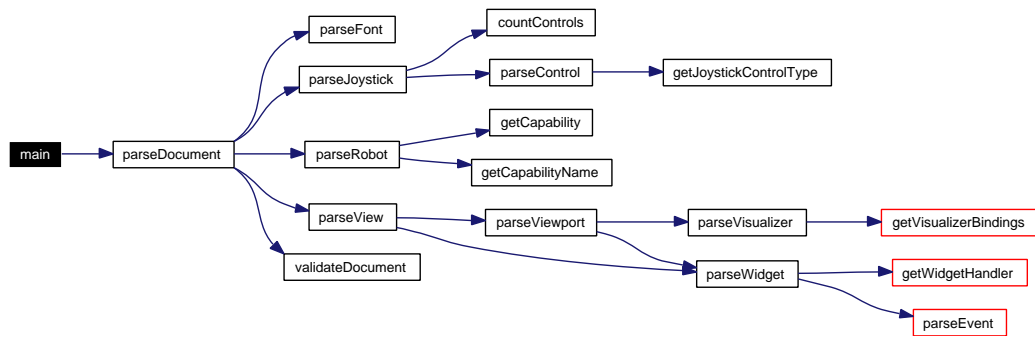 main
parseDocument
parseFont
parseJoystick
countControls
parseControl
getJoystickControlType
parseRobot
getCapability
getCapabilityName
parseView
parseViewport
parseVisualizer
getVisualizerBindings
parseWidget
getWidgetHandler
parseEvent
validateDocument